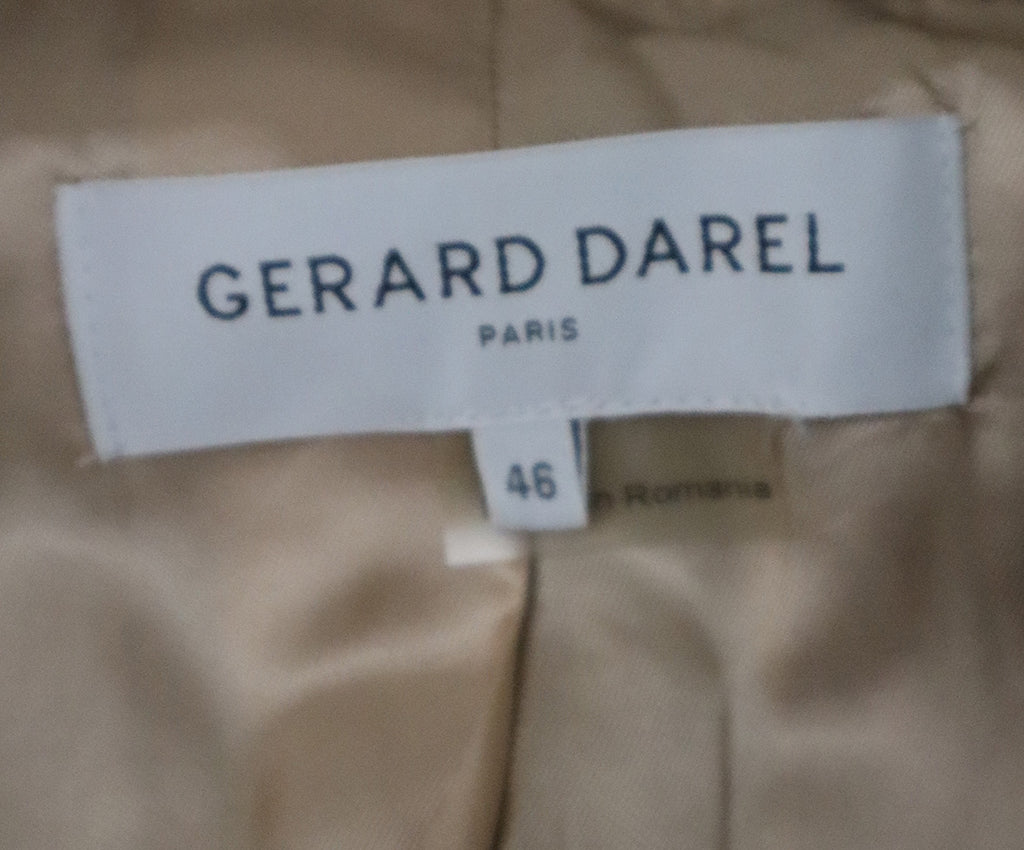 GERARD DAREL
PARIS
46
Romania